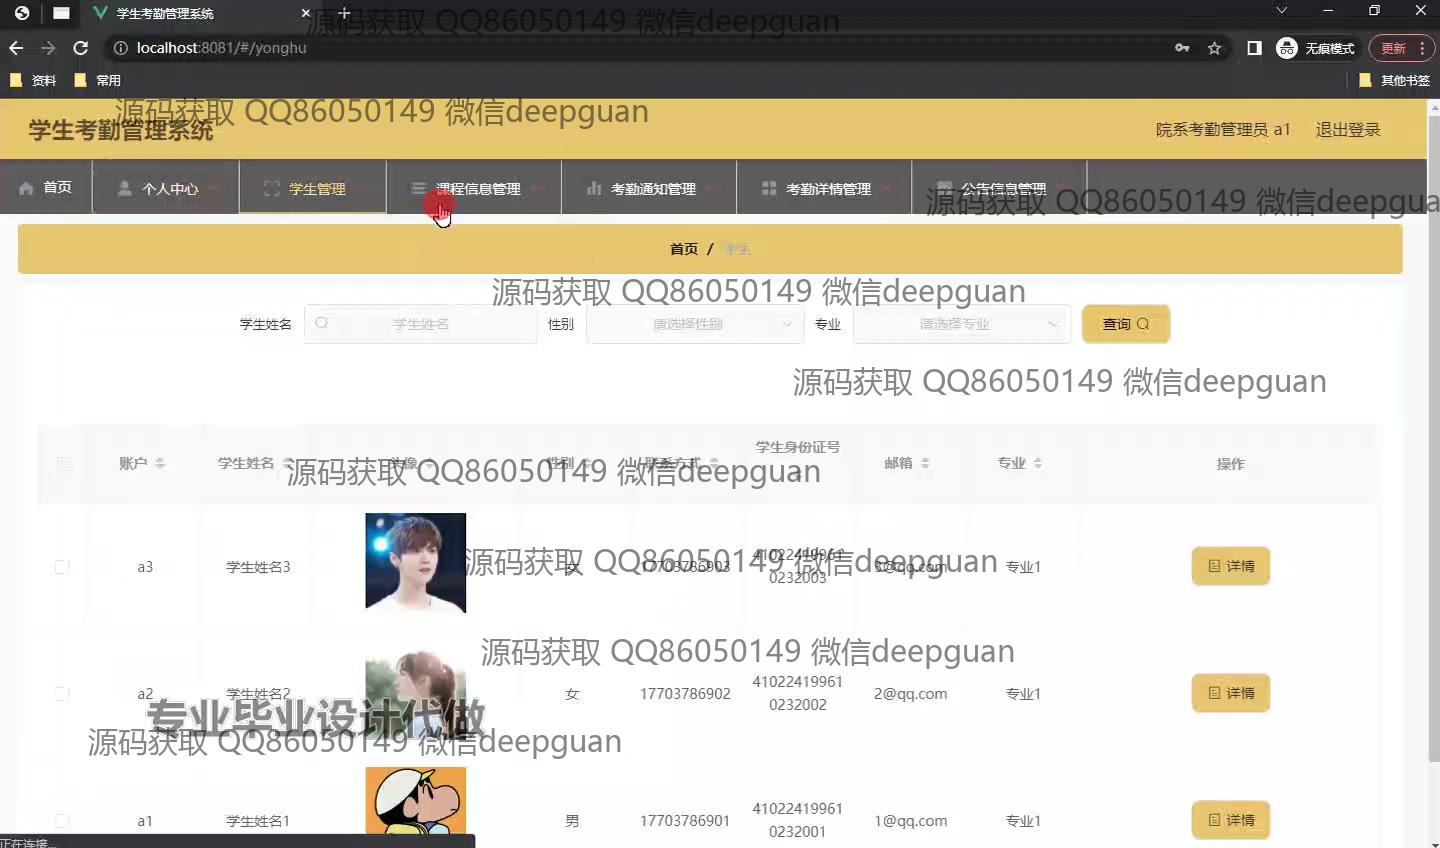 学生考勤管理系统
源码获取 QQ86050149 微信deepguan
localhost:8081/#/yonghu
无痕模式
更新
资料
常用
其他书签
源码获取 QQ86050149 微信deepguan
学生考勤管理系统
院系考勤管理员 a1
退出登录
首页
个人中心
学生管理
课程信息管理
考勤通知管理
考勤详情管理
公告信息管理
源码获取 QQ86050149 微信deepgua
首页 / 学生
源码获取 QQ86050149 微信deepguan
学生姓名
学生姓名
性别
请选择性别
专业
请选择专业
查询
源码获取 QQ86050149 微信deepguan
账户
学生姓名
头像
性别
联系方式
学生身份证号
邮箱
专业
操作
源码获取 QQ86050149 微信deepguan
a3
学生姓名3
女
17703786903
41022419961
0232003
3@qq.com
专业1
详情
源码获取 QQ86050149 微信deepguan
源码获取 QQ86050149 微信deepguan
a2
学生姓名2
女
17703786902
41022419961
0232002
2@qq.com
专业1
详情
专业毕业设计代做
源码获取 QQ86050149 微信deepguan
a1
学生姓名1
男
17703786901
41022419961
0232001
1@qq.com
专业1
详情
正在连接...